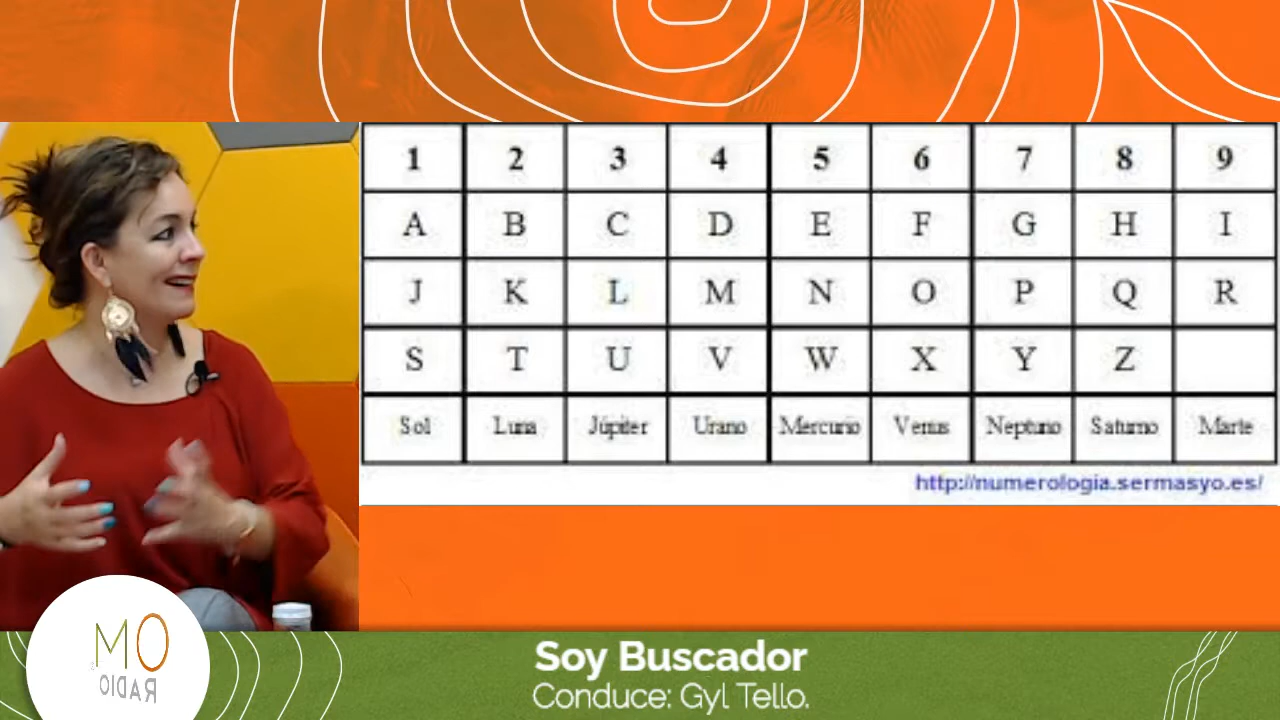 1 2 3 4 5 6 7 8 9
A B C D E F G H I
J K L M N O P Q R
S T U V W X Y Z
Sol Luna Júpiter Urano Mercurio Venus Neptuno Saturno Marte
http://numerologia.sermasyo.es/
OM
RADIO
Soy Buscador
Conduce: Gyl Tello.